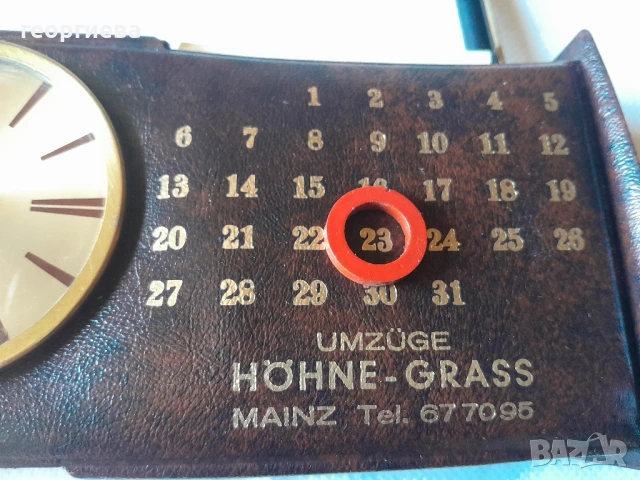 георгиева
1 2 3 4 5
6 7 8 9 10 11 12
13 14 15 16 17 18 19
20 21 22 23 24 25 26
27 28 29 30 31
UMZÜGE
HÖHNE-GRASS
MAINZ Tel. 67 70 95
BAZAR